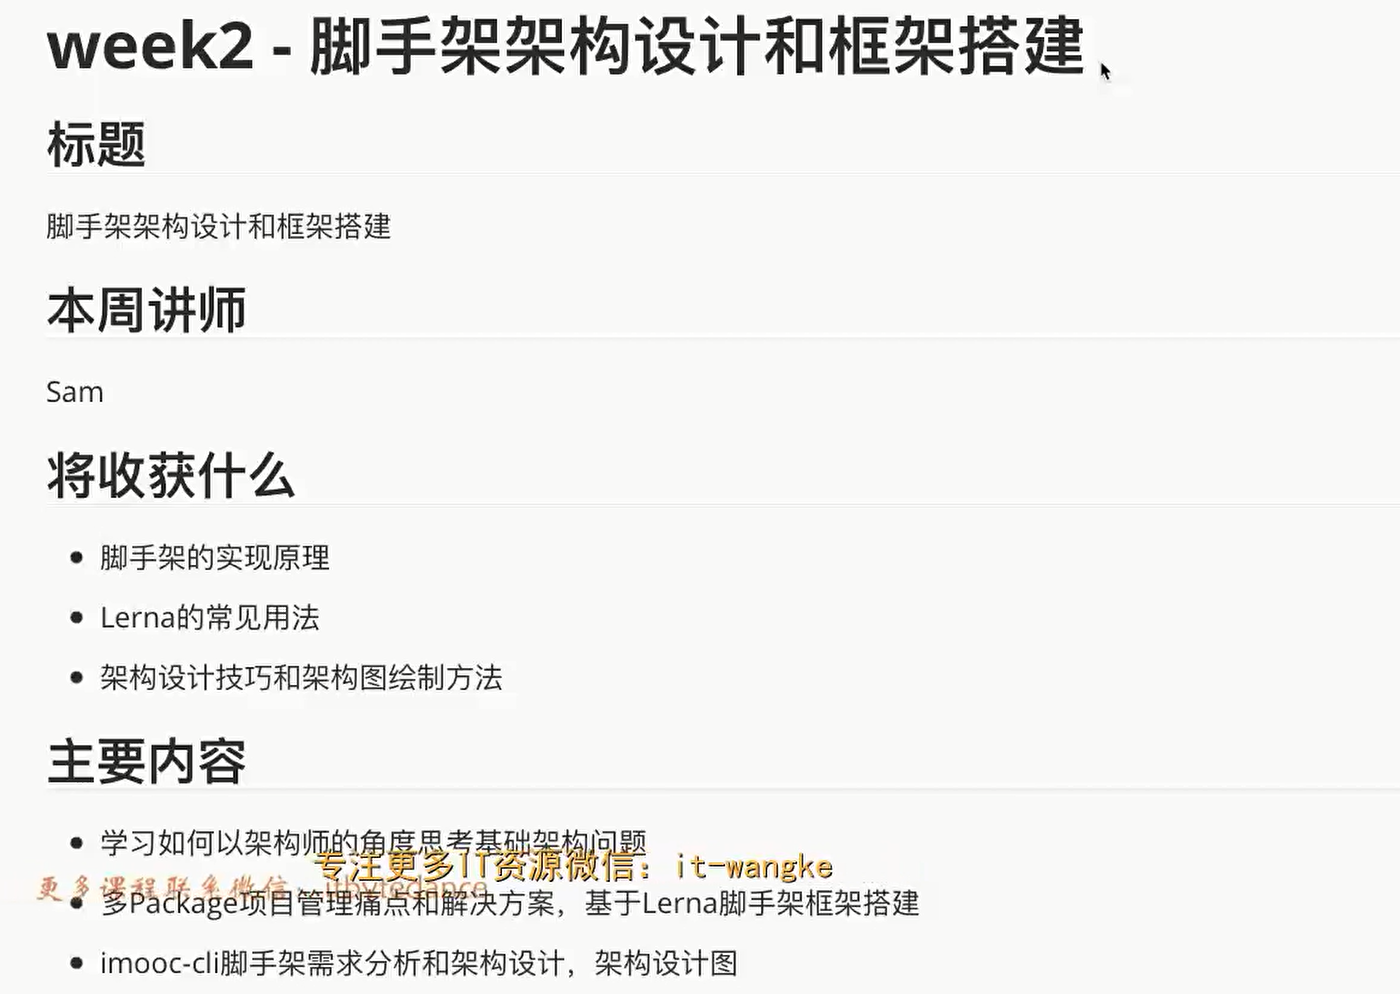 week2 - 脚手架架构设计和框架搭建
标题
脚手架架构设计和框架搭建
本周讲师
Sam
将收获什么
脚手架的实现原理
Lerna的常见用法
架构设计技巧和架构图绘制方法
主要内容
学习如何以架构师的角度思考基础架构问题
专注更多IT资源微信：it-wangke
更多课程联系微信：itbytedance
多Package项目管理痛点和解决方案，基于Lerna脚手架框架搭建
imooc-cli脚手架需求分析和架构设计，架构设计图